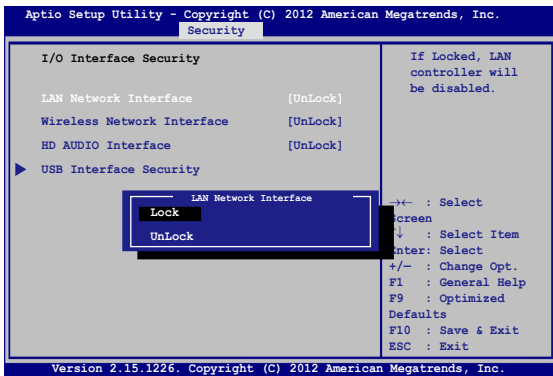 Aptio Setup Utility - Copyright (C) 2012 American Megatrends, Inc.
Security
I/O Interface Security
LAN Network Interface [UnLock]
Wireless Network Interface [UnLock]
HD AUDIO Interface [UnLock]
USB Interface Security
LAN Network Interface
Lock
UnLock
If Locked, LAN
controller will
be disabled.
→← : Select
Screen
↑↓ : Select Item
Enter: Select
+/— : Change Opt.
F1 : General Help
F9 : Optimized
Defaults
F10 : Save & Exit
ESC : Exit
Version 2.15.1226. Copyright (C) 2012 American Megatrends, Inc.